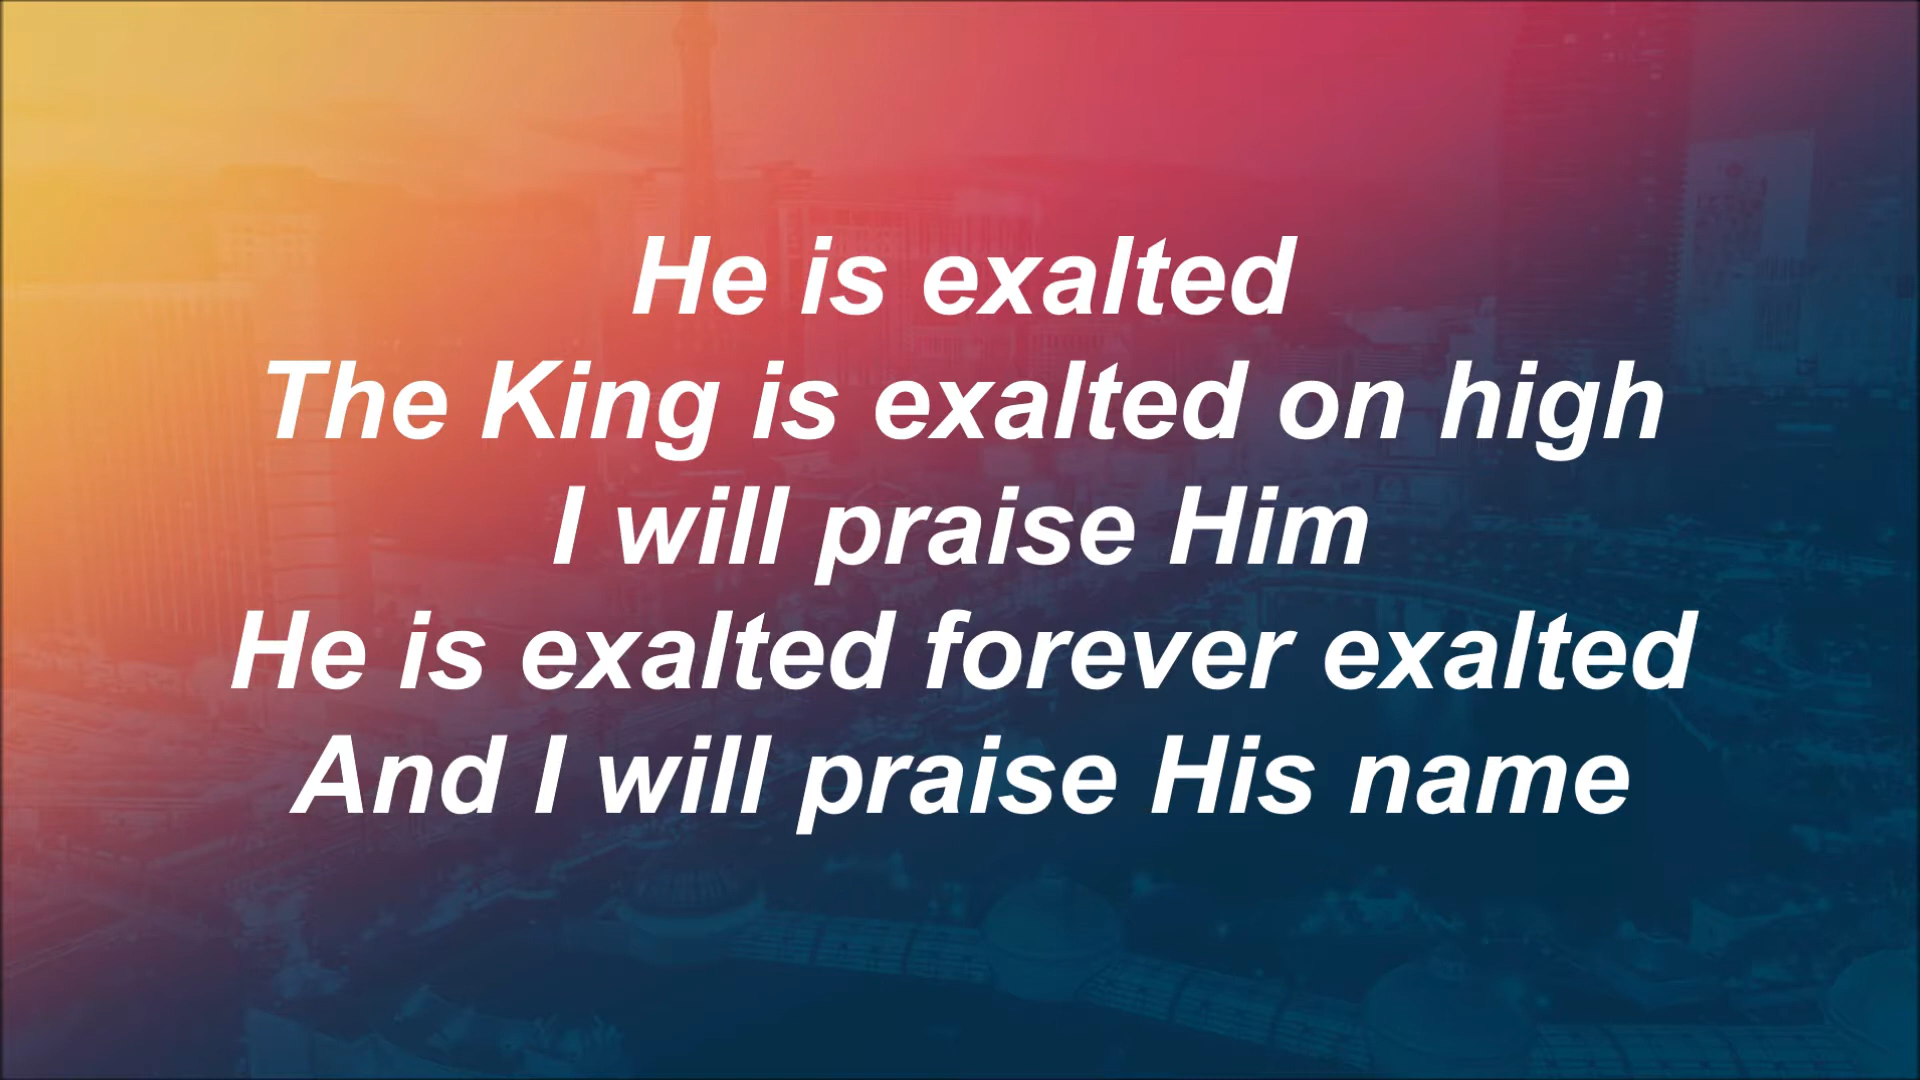 He is exalted
The King is exalted on high
I will praise Him
He is exalted forever exalted
And I will praise His name